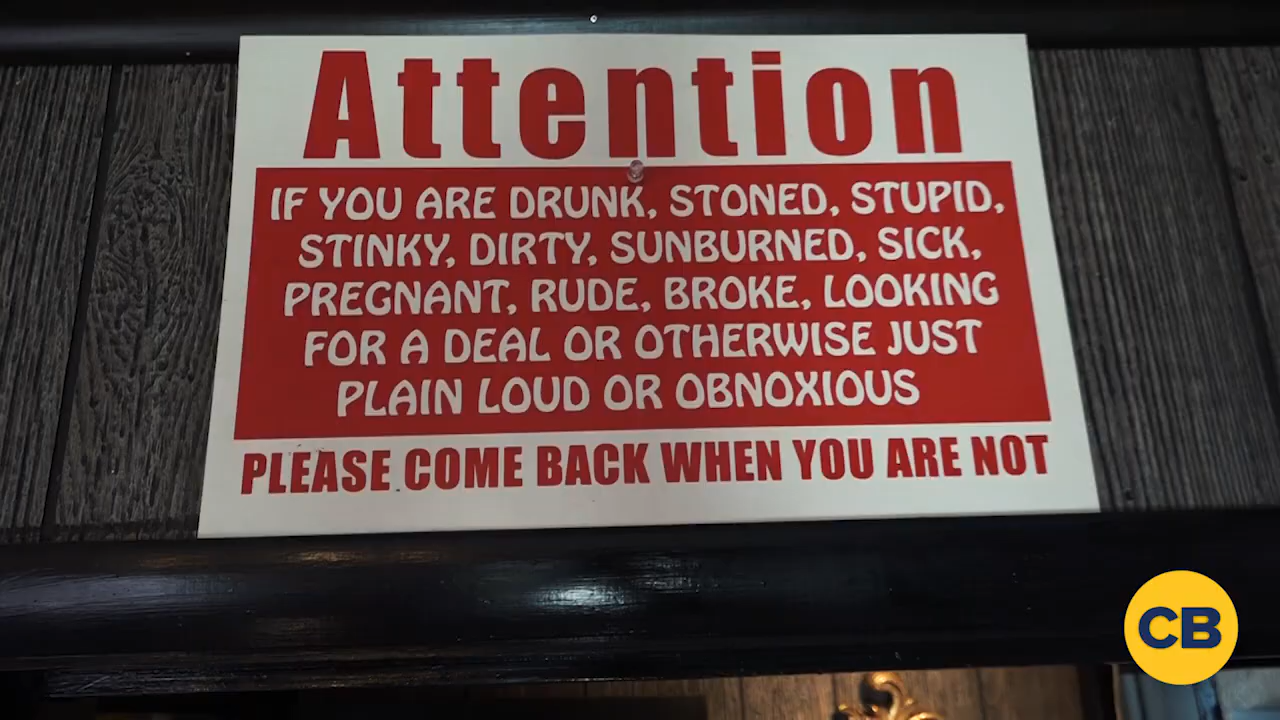 Attention
IF YOU ARE DRUNK, STONED, STUPID,
STINKY, DIRTY, SUNBURNED, SICK,
PREGNANT, RUDE, BROKE, LOOKING
FOR A DEAL OR OTHERWISE JUST
PLAIN LOUD OR OBNOXIOUS
PLEASE COME BACK WHEN YOU ARE NOT
CB